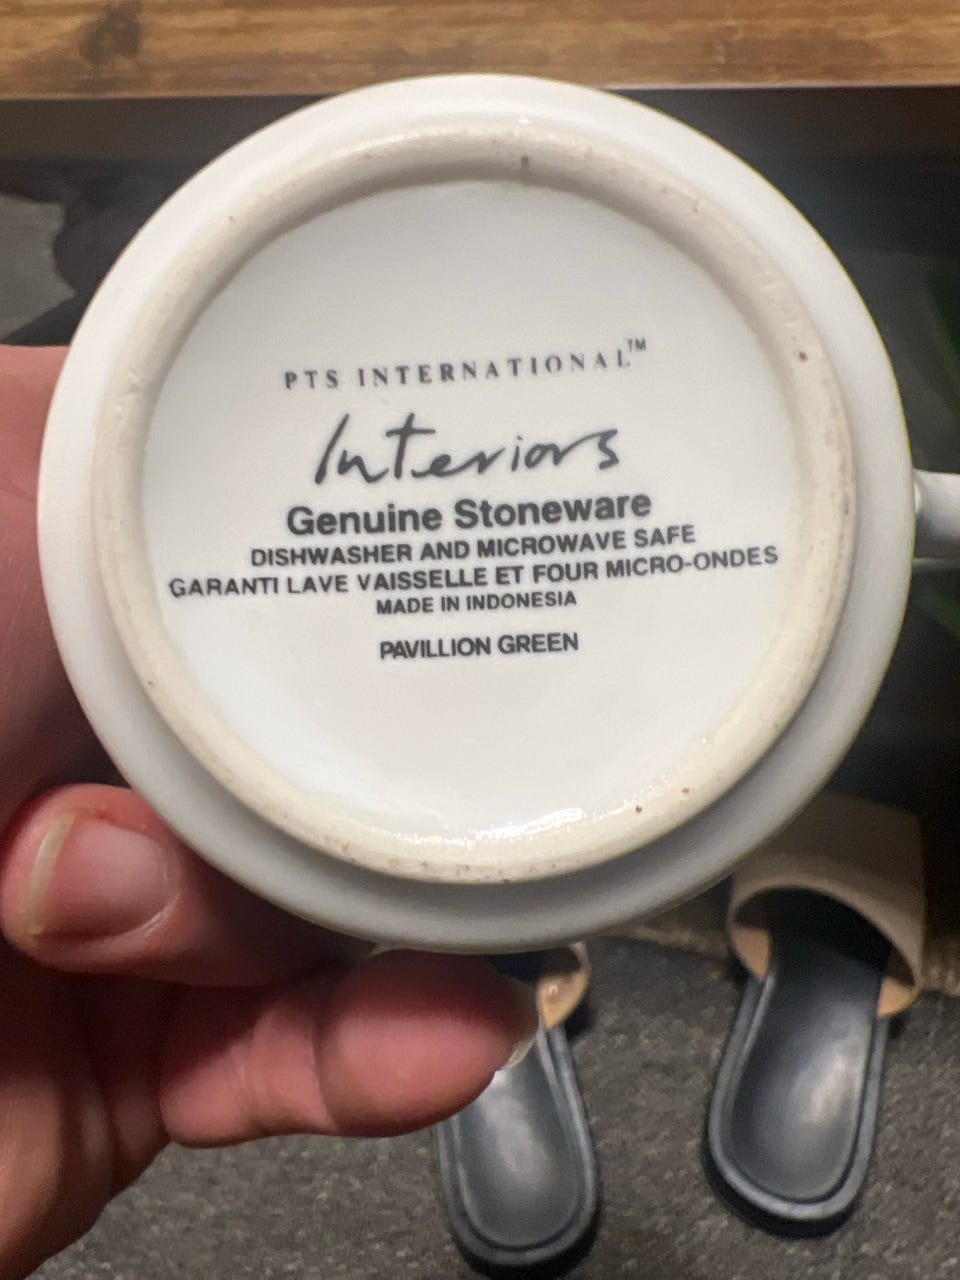 PTS INTERNATIONAL™
Interiors
Genuine Stoneware
DISHWASHER AND MICROWAVE SAFE
GARANTI LAVE VAISSELLE ET FOUR MICRO-ONDES
MADE IN INDONESIA
PAVILLION GREEN